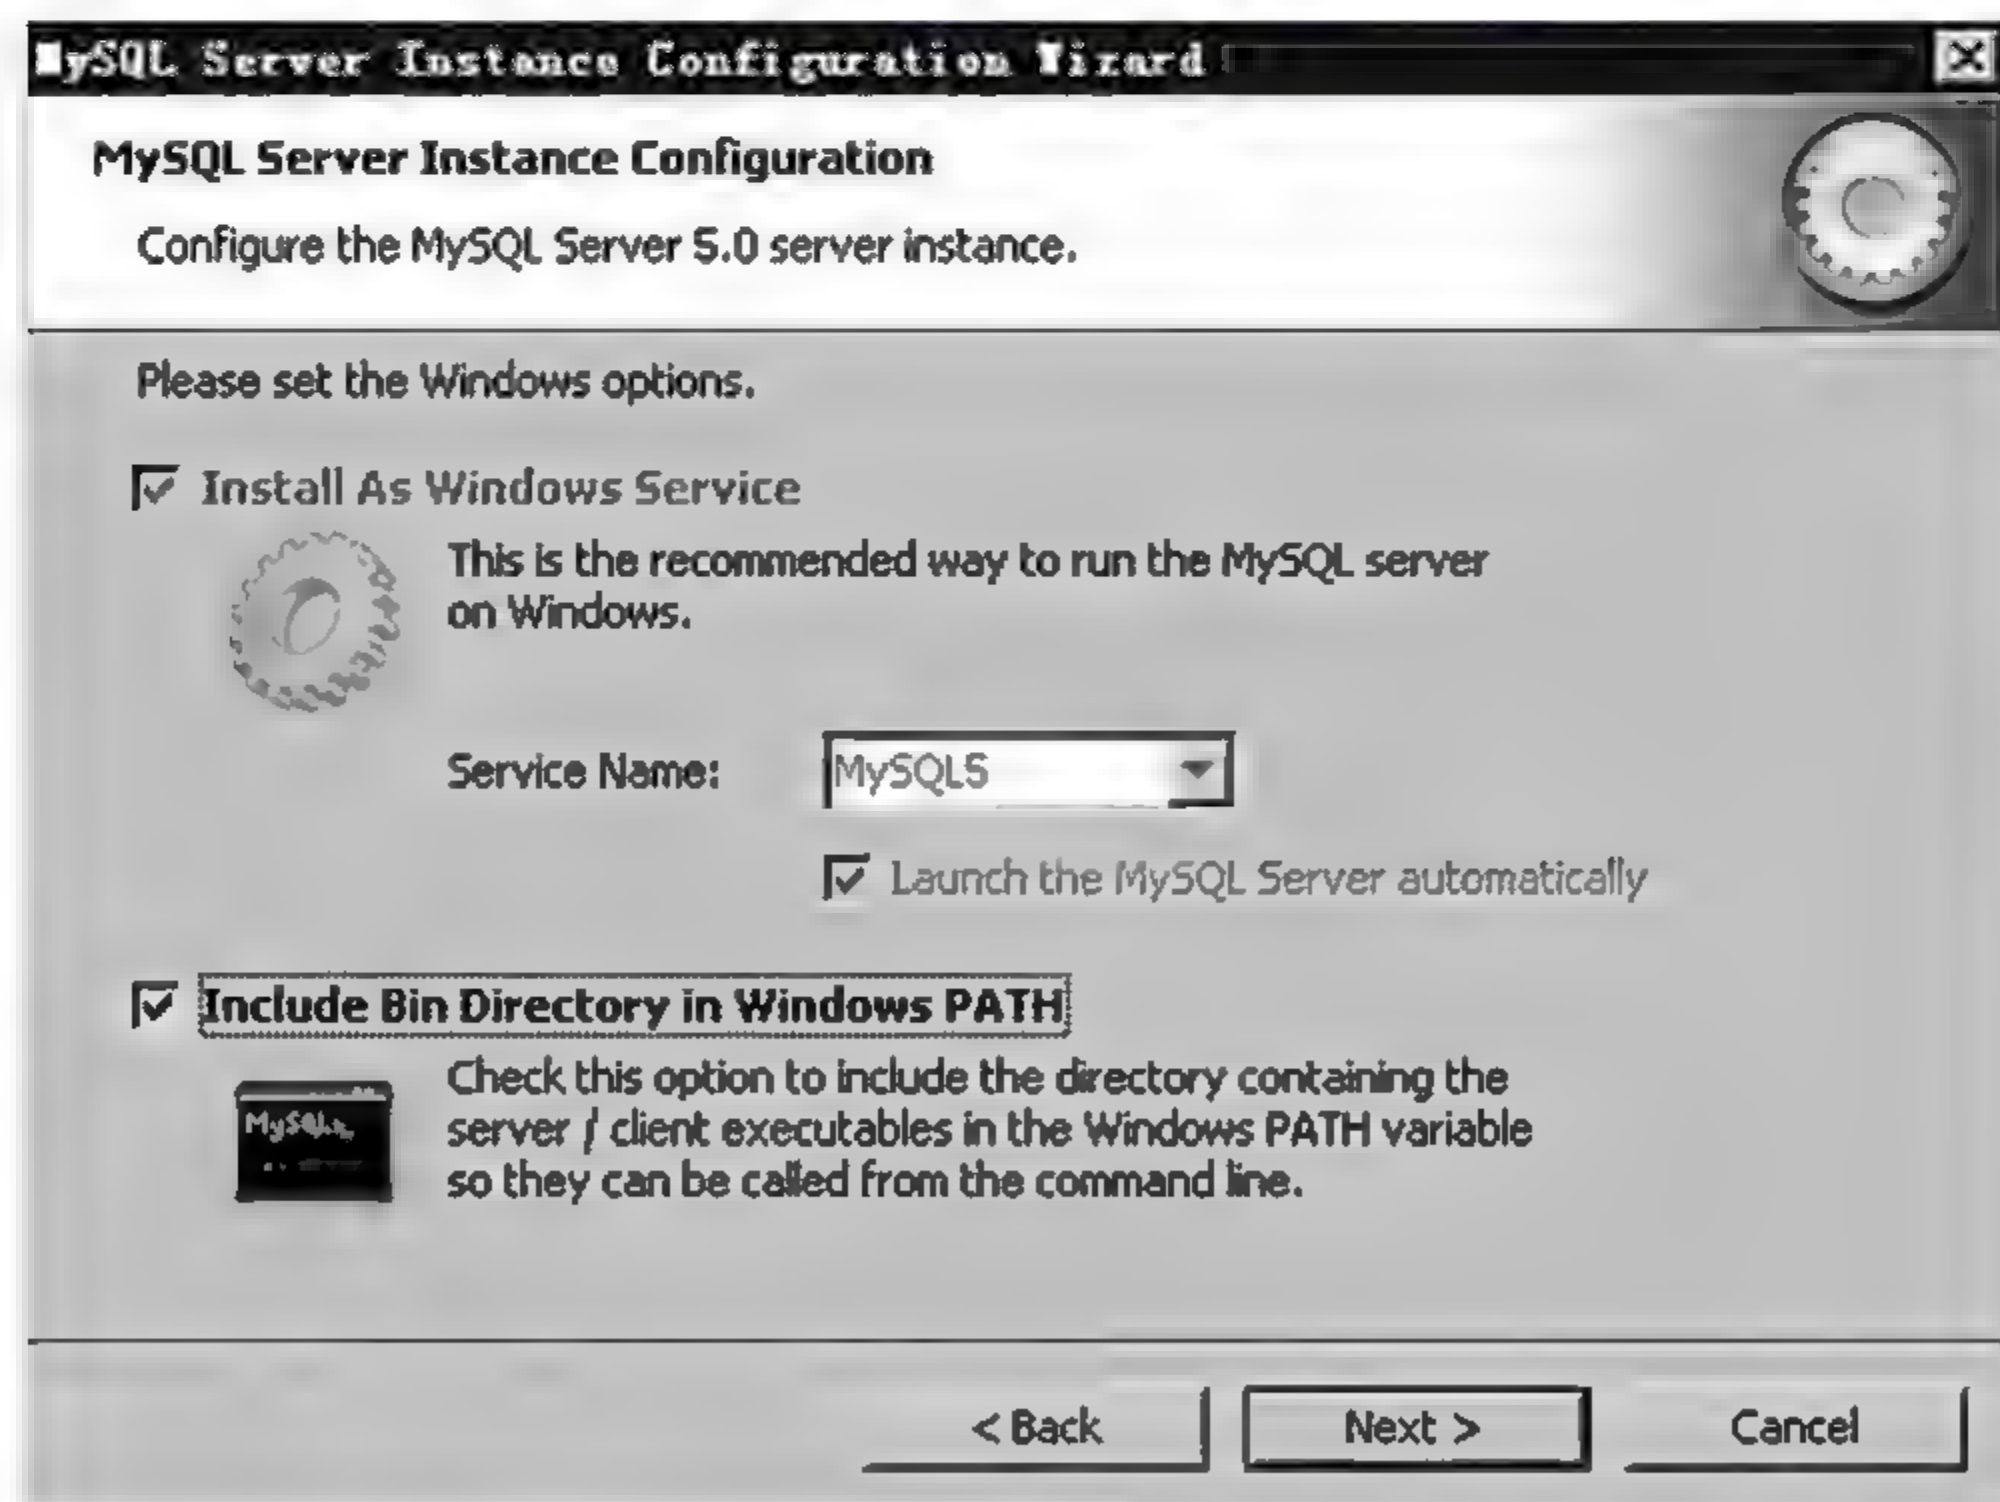 MySQL Server Instance Configuration Wizard
MySQL Server Instance Configuration
Configure the MySQL Server 5.0 server instance.
Please set the Windows options.
Install As Windows Service
This is the recommended way to run the MySQL server
on Windows.
Service Name:
MySQL5
Launch the MySQL Server automatically
Include Bin Directory in Windows PATH
Check this option to include the directory containing the
server / client executables in the Windows PATH variable
so they can be called from the command line.
< Back
Next >
Cancel